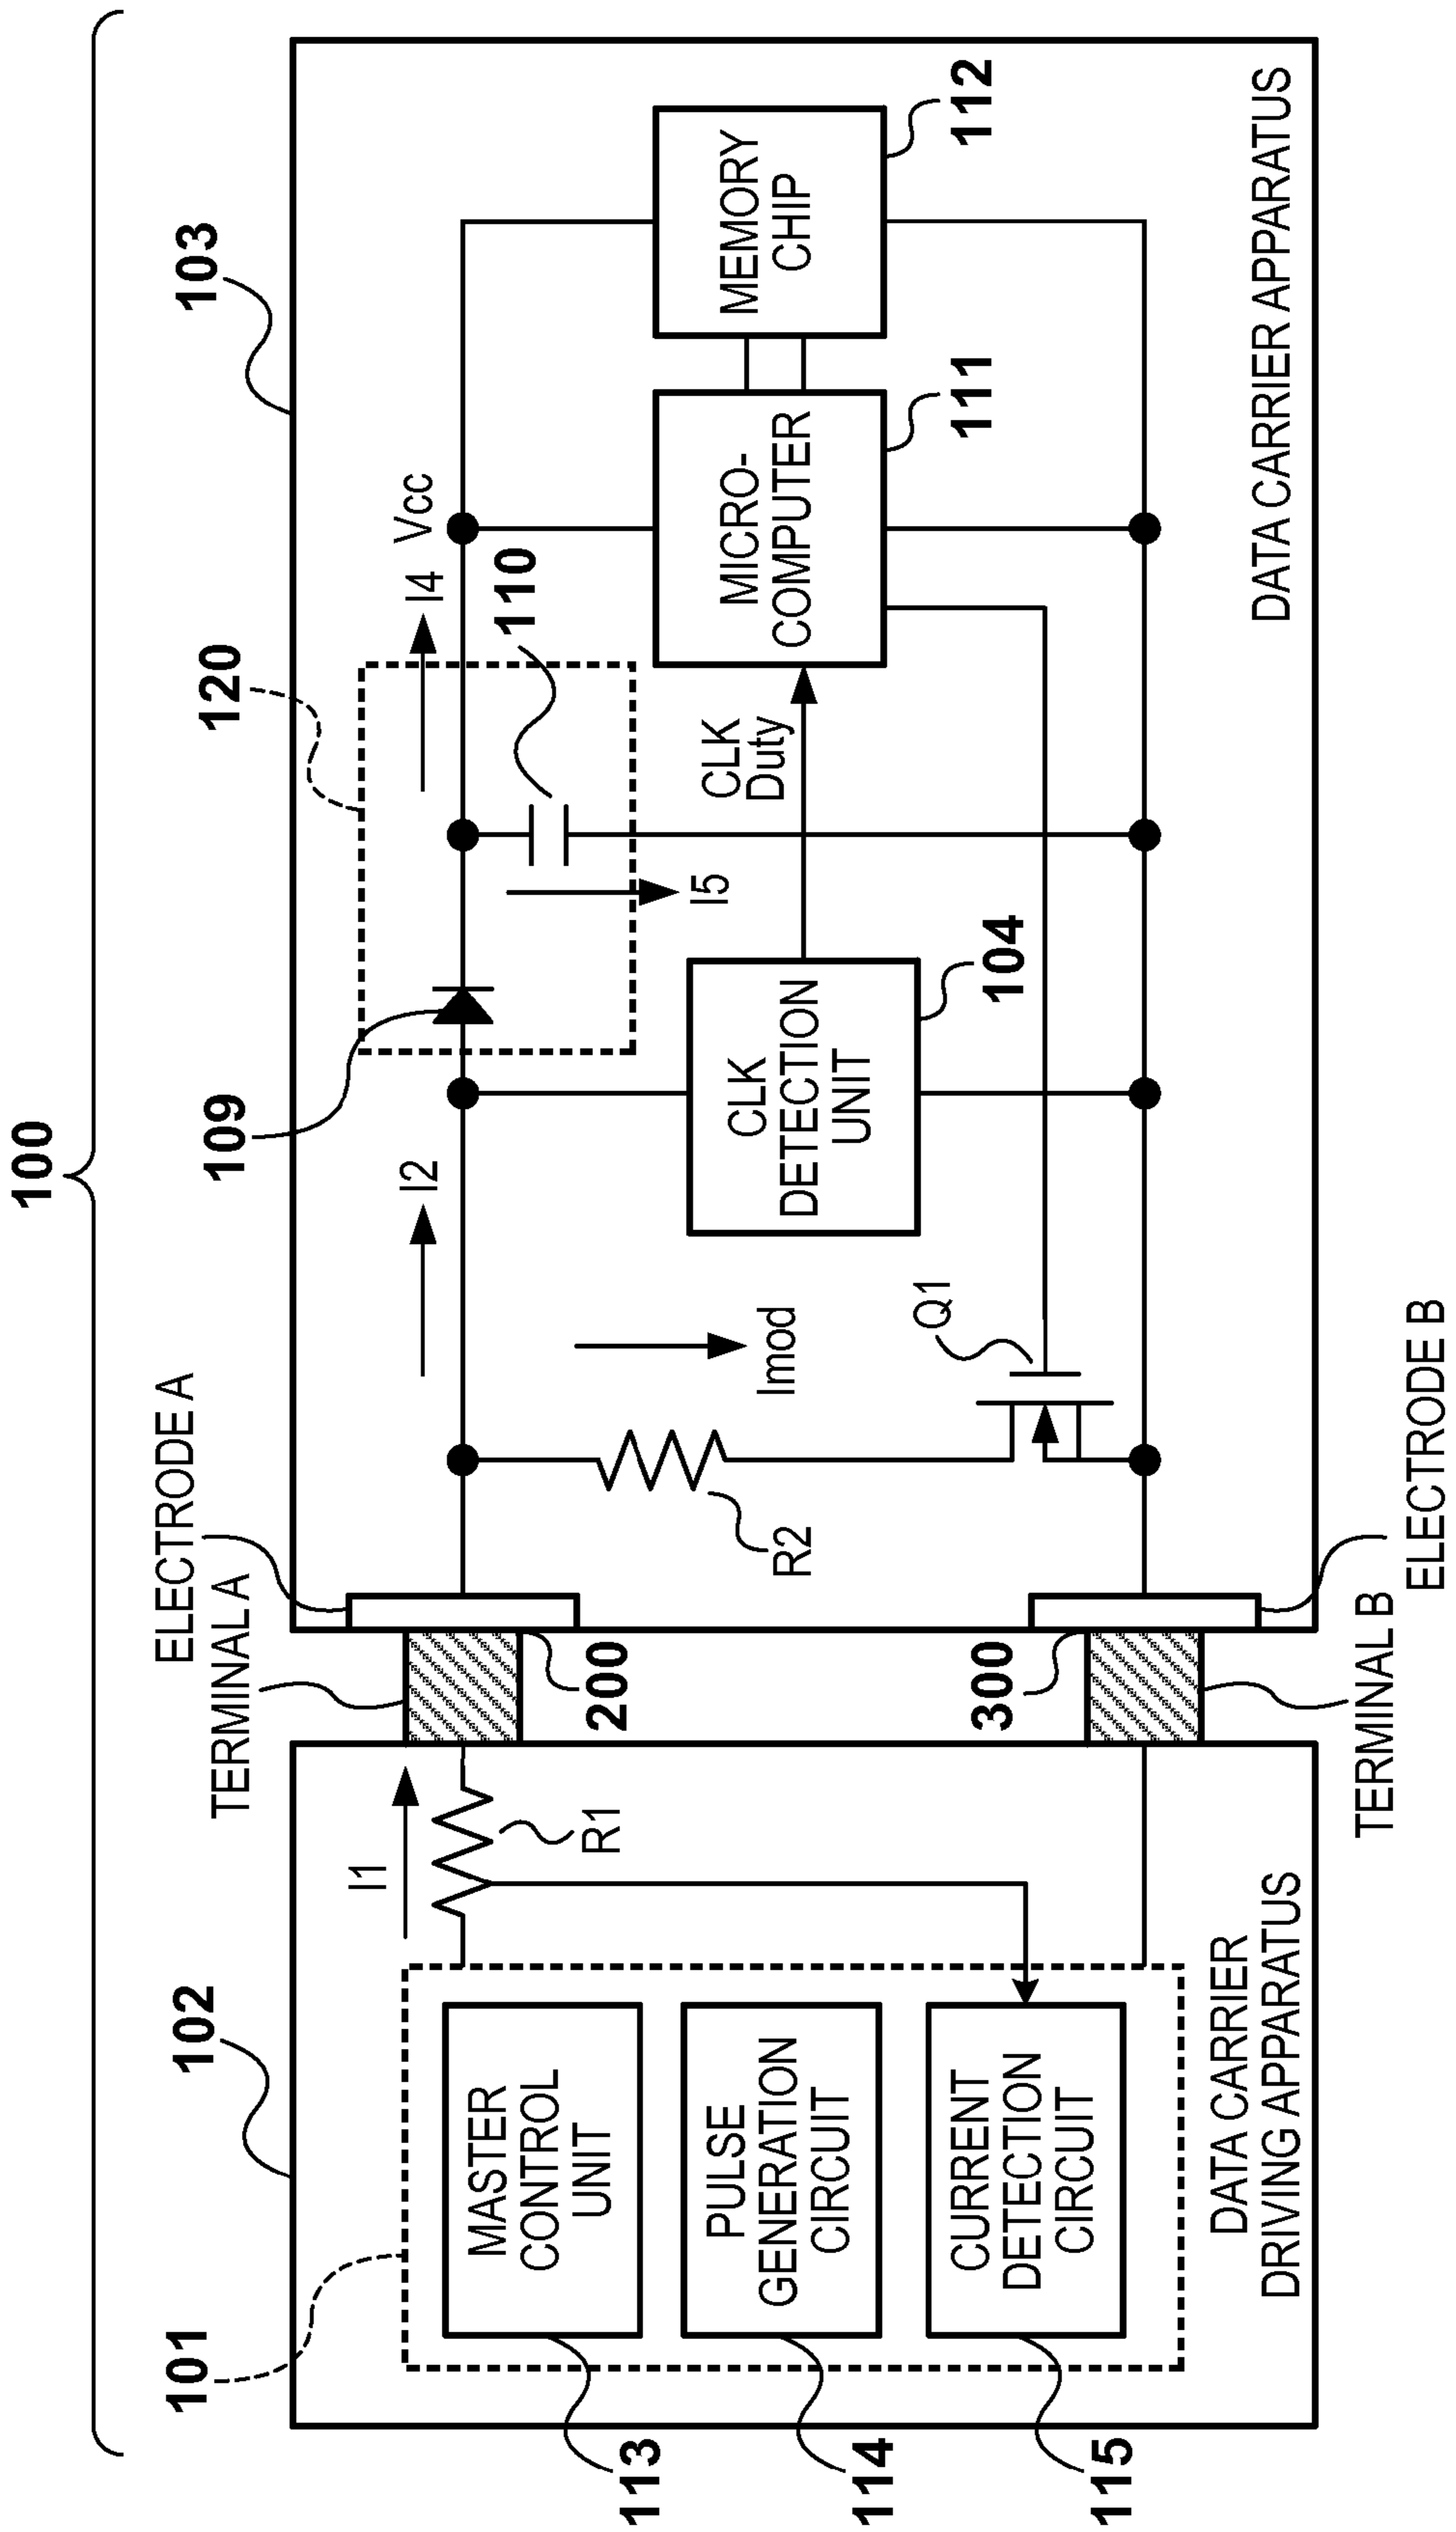 100
101
102
103
113
MASTER
CONTROL
UNIT
114
PULSE
GENERATION
CIRCUIT
115
CURRENT
DETECTION
CIRCUIT
DATA CARRIER
DRIVING APPARATUS
I1
R1
TERMINAL A
ELECTRODE A
200
300
TERMINAL B
ELECTRODE B
R2
Imod
Q1
I2
109
120
CLK
DETECTION
UNIT
104
I5
110
I4
Vcc
CLK
Duty
MICRO-
COMPUTER
111
MEMORY
CHIP
112
DATA CARRIER APPARATUS